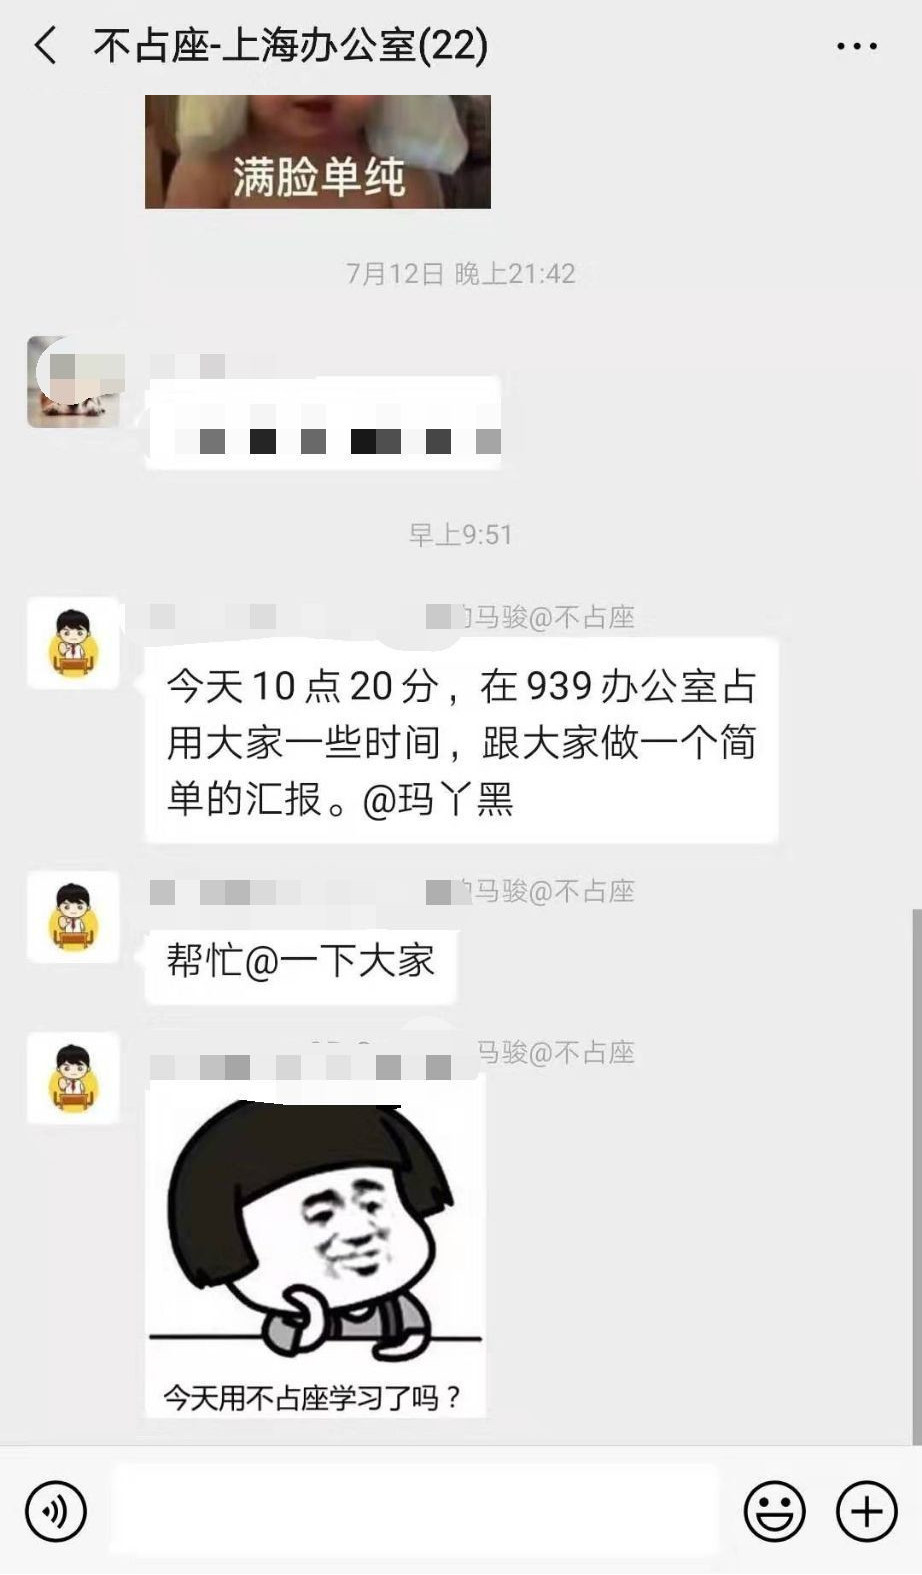 不占座-上海办公室(22)
满脸单纯
7月12日 晚上21:42
早上9:51
马骏@不占座
今天10点20分，在939办公室占
用大家一些时间，跟大家做一个简
单的汇报。@玛丫黑
马骏@不占座
帮忙@一下大家
马骏@不占座
今天用不占座学习了吗？